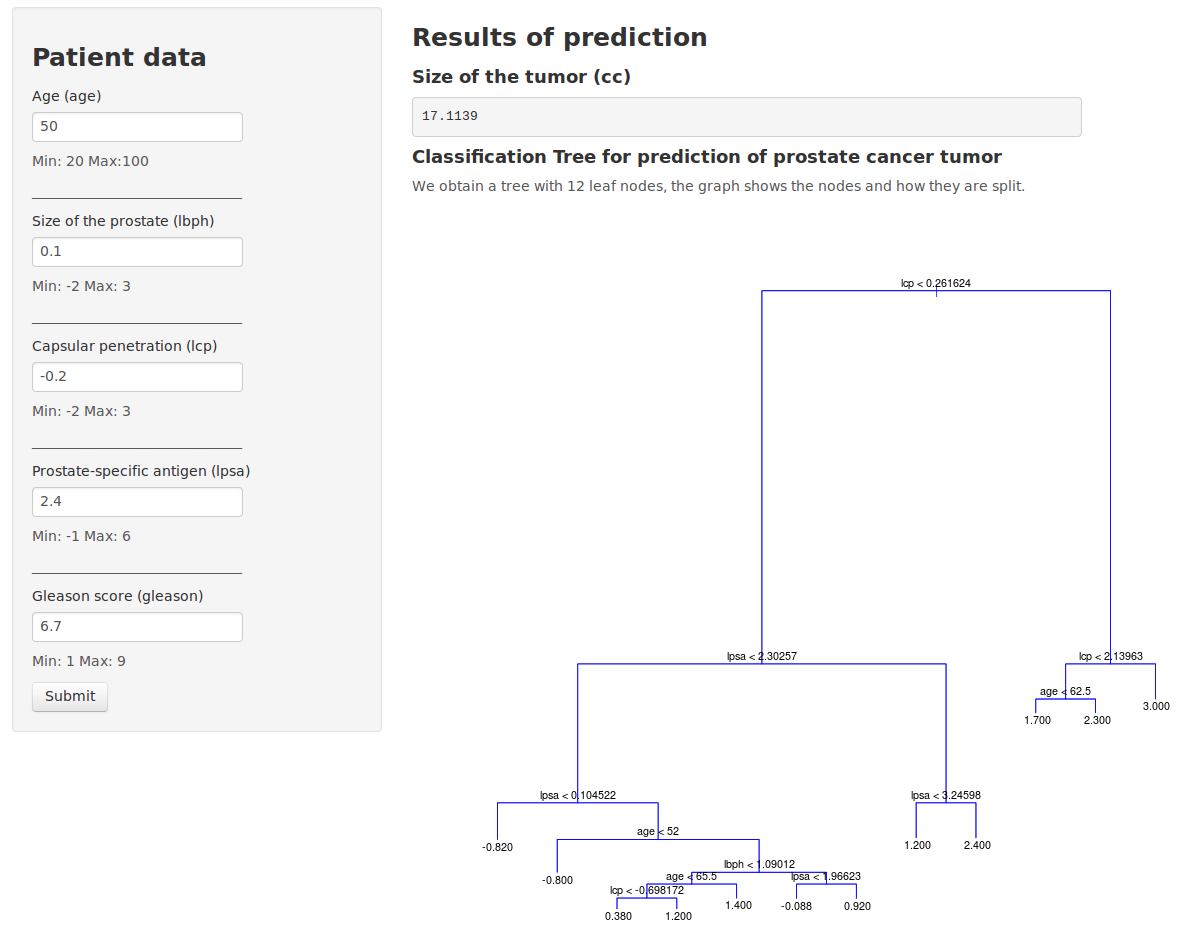 Patient data
Age (age)
50
Min: 20 Max:100
Size of the prostate (lbph)
0.1
Min: -2 Max: 3
Capsular penetration (lcp)
-0.2
Min: -2 Max: 3
Prostate-specific antigen (lpsa)
2.4
Min: -1 Max: 6
Gleason score (gleason)
6.7
Min: 1 Max: 9
Submit
Results of prediction
Size of the tumor (cc)
17.1139
Classification Tree for prediction of prostate cancer tumor
We obtain a tree with 12 leaf nodes, the graph shows the nodes and how they are split.
lcp < 0.261624
lpsa < 2.30257
lcp < 2.13963
age < 62.5
3.000
1.700
2.300
lpsa < 0.104522
lpsa < 3.24598
age < 52
-0.820
1.200
2.400
lbph < 1.09012
-0.800
age < 65.5
lpsa < 1.96623
lcp < -0.698172
1.400
-0.088
0.920
0.380
1.200